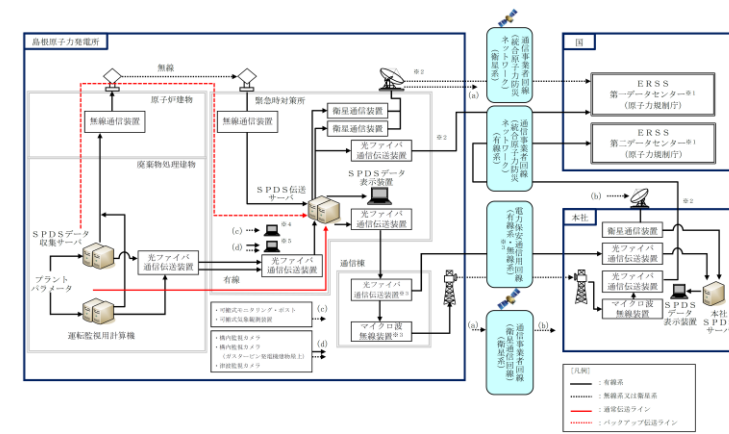 島根原子力発電所
無線
原子炉建物
無線通信装置
緊急時対策所
無線通信装置
廃棄物処理建物
SPDSデータ
収集サーバ
プラント
パラメータ
運転監視用計算機
光ファイバ
通信伝送装置
有線
光ファイバ
通信伝送装置
SPDS伝送
サーバ
衛星通信装置
衛星通信装置
光ファイバ
通信伝送装置
SPDSデータ
表示装置
光ファイバ
通信伝送装置
(c)
※4
(d)
※5
通信棟
光ファイバ
通信伝送装置※3
マイクロ波
無線装置※3
・可動式モニタリング・ポスト
・可動式気象観測装置
(c)
・構内監視カメラ
・構内監視カメラ
(ガスタービン発電機建物屋上)
・津波監視カメラ
(d)
※2
(a)
※2
通信事業者回線
(統合原子力防災
ネットワーク)
(衛星系)
通信事業者回線
(統合原子力防災
ネットワーク)
(有線系)
電力保安通信用回線
※3
(有線系・無線系)
(a)
通信事業者回線
(衛星通信回線)
(衛星系)
(b)
国
ERSS
第一データセンター※1
(原子力規制庁)
ERSS
第二データセンター※1
(原子力規制庁)
(b)
※2
本社
衛星通信装置
光ファイバ
通信伝送装置
光ファイバ
通信伝送装置
マイクロ波
無線装置
SPDS
データ
表示装置
本社
SPDS
サーバ
[凡例]
:有線系
:無線系又は衛星系
:通常伝送ライン
:バックアップ伝送ライン